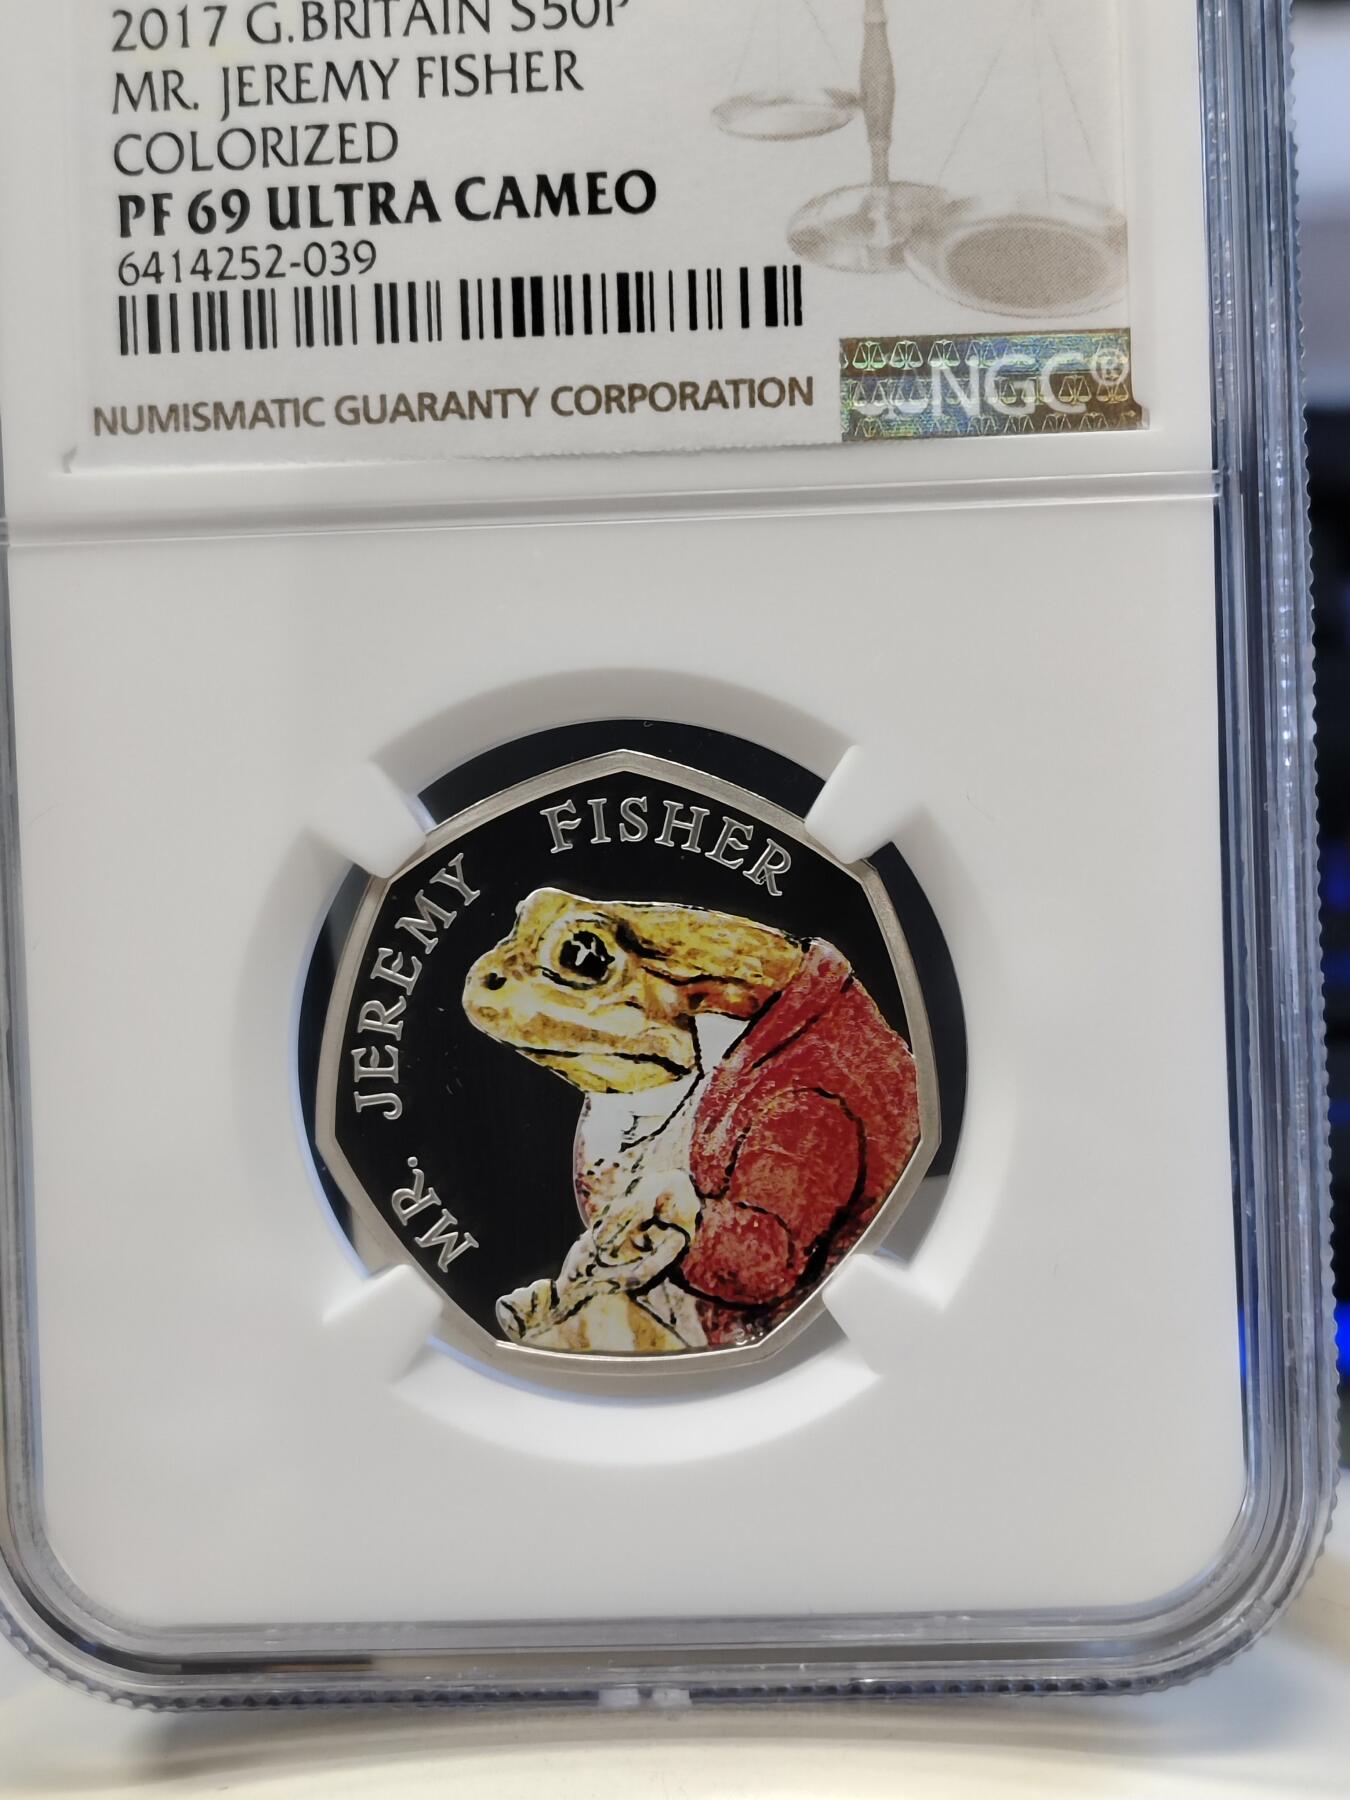 2017 G.BRITAIN S50P
MR. JEREMY FISHER
COLORIZED
PF 69 ULTRA CAMEO
6414252-039
NUMISMATIC GUARANTY CORPORATION
NGC®
MR. JEREMY FISHER